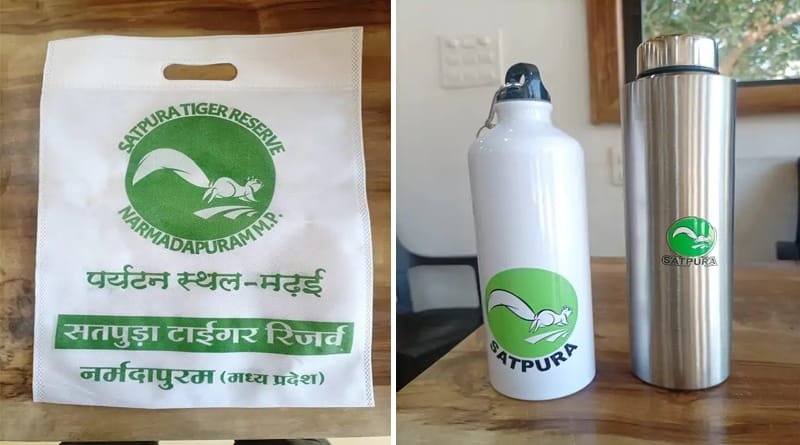 SATPURA TIGER RESERVE
NARMADAPURAM M.P.
पर्यटन स्थल-मढ़ई
सतपुड़ा टाईगर रिजर्व
नर्मदापुरम (मध्य प्रदेश)
SATPURA
SATPURA